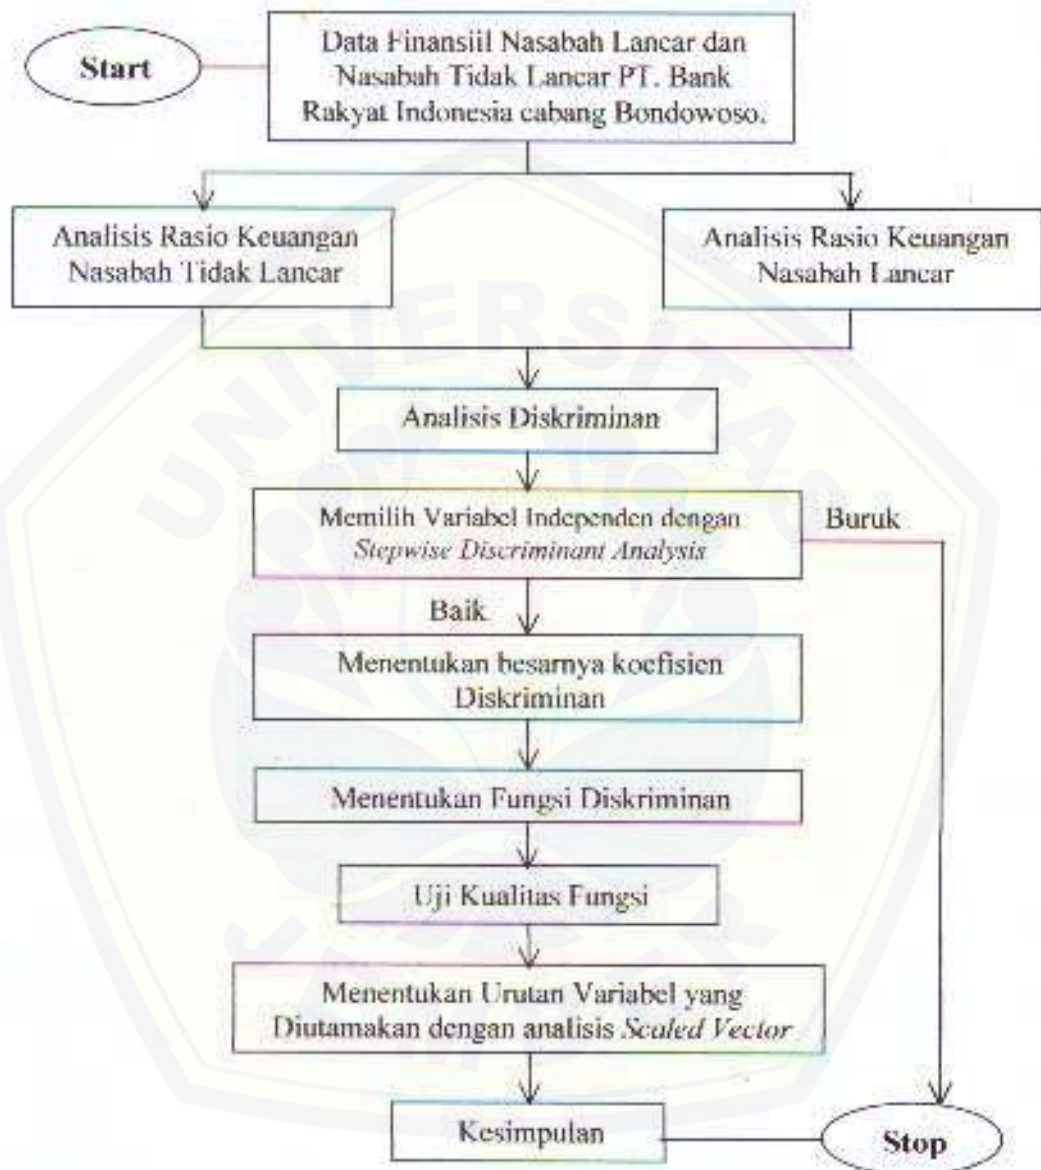 Start
Data Finansiil Nasabah Lancar dan
Nasabah Tidak Lancar PT. Bank
Rakyat Indonesia cabang Bondowoso.
Analisis Rasio Keuangan
Nasabah Tidak Lancar
Analisis Rasio Keuangan
Nasabah Lancar
Analisis Diskriminan
Memilih Variabel Independen dengan
Stepwise Discriminant Analysis
Buruk
Baik
Menentukan besarnya koefisien
Diskriminan
Menentukan Fungsi Diskriminan
Uji Kualitas Fungsi
Menentukan Urutan Variabel yang
Diutamakan dengan analisis Scaled Vector
Kesimpulan
Stop
UNIVERSITAS
JEMBER